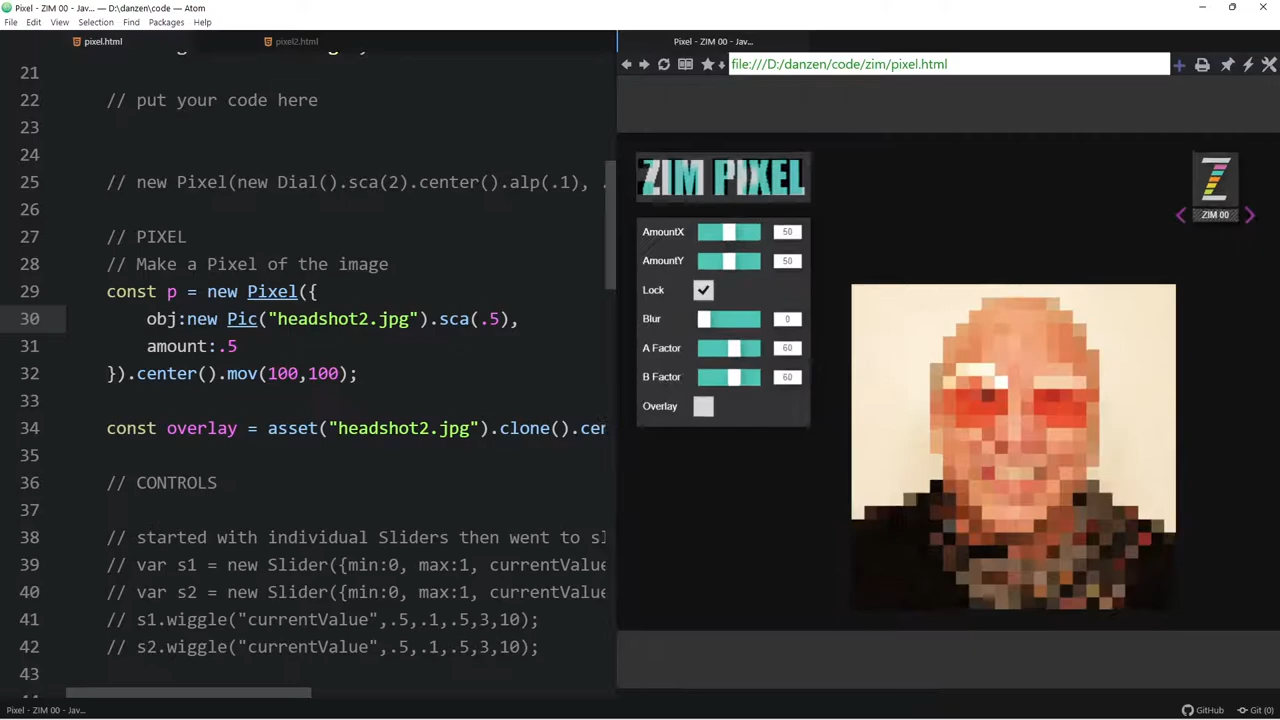 Pixel - ZIM 00 - Jav... — D:\danzen\code — Atom
File Edit View Selection Find Packages Help
pixel.html pixel2.html
Pixel - ZIM 00 - Jav...
file:///D:/danzen/code/zim/pixel.html
21
22 // put your code here
23
24
25 // new Pixel(new Dial().sca(2).center().alp(.1), .
26
27 // PIXEL
28 // Make a Pixel of the image
29 const p = new Pixel({
30 obj:new Pic("headshot2.jpg").sca(.5),
31 amount:.5
32 }).center().mov(100,100);
33
34 const overlay = asset("headshot2.jpg").clone().cen
35
36 // CONTROLS
37
38 // started with individual Sliders then went to sl
39 // var s1 = new Slider({min:0, max:1, currentValue
40 // var s2 = new Slider({min:0, max:1, currentValue
41 // s1.wiggle("currentValue",.5,.1,.5,3,10);
42 // s2.wiggle("currentValue",.5,.1,.5,3,10);
43
ZIM PIXEL
AmountX 50
AmountY 50
Lock
Blur 0
A Factor 60
B Factor 60
Overlay
Z
ZIM 00
Pixel - ZIM 00 - Jav...
GitHub Git (0)